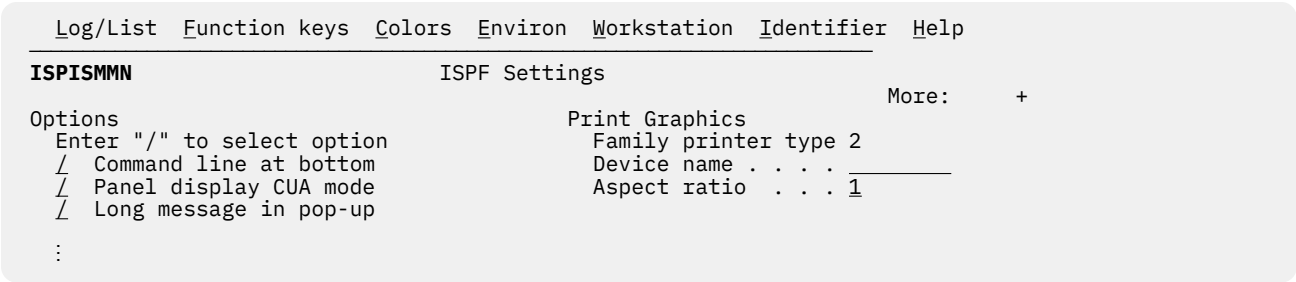 Log/List Function keys Colors Environ Workstation Identifier Help
ISPISMMN ISPF Settings
More: +
Options Print Graphics
Enter "/" to select option Family printer type 2
/ Command line at bottom Device name . . . . ________
/ Panel display CUA mode Aspect ratio . . . 1
/ Long message in pop-up
⋮